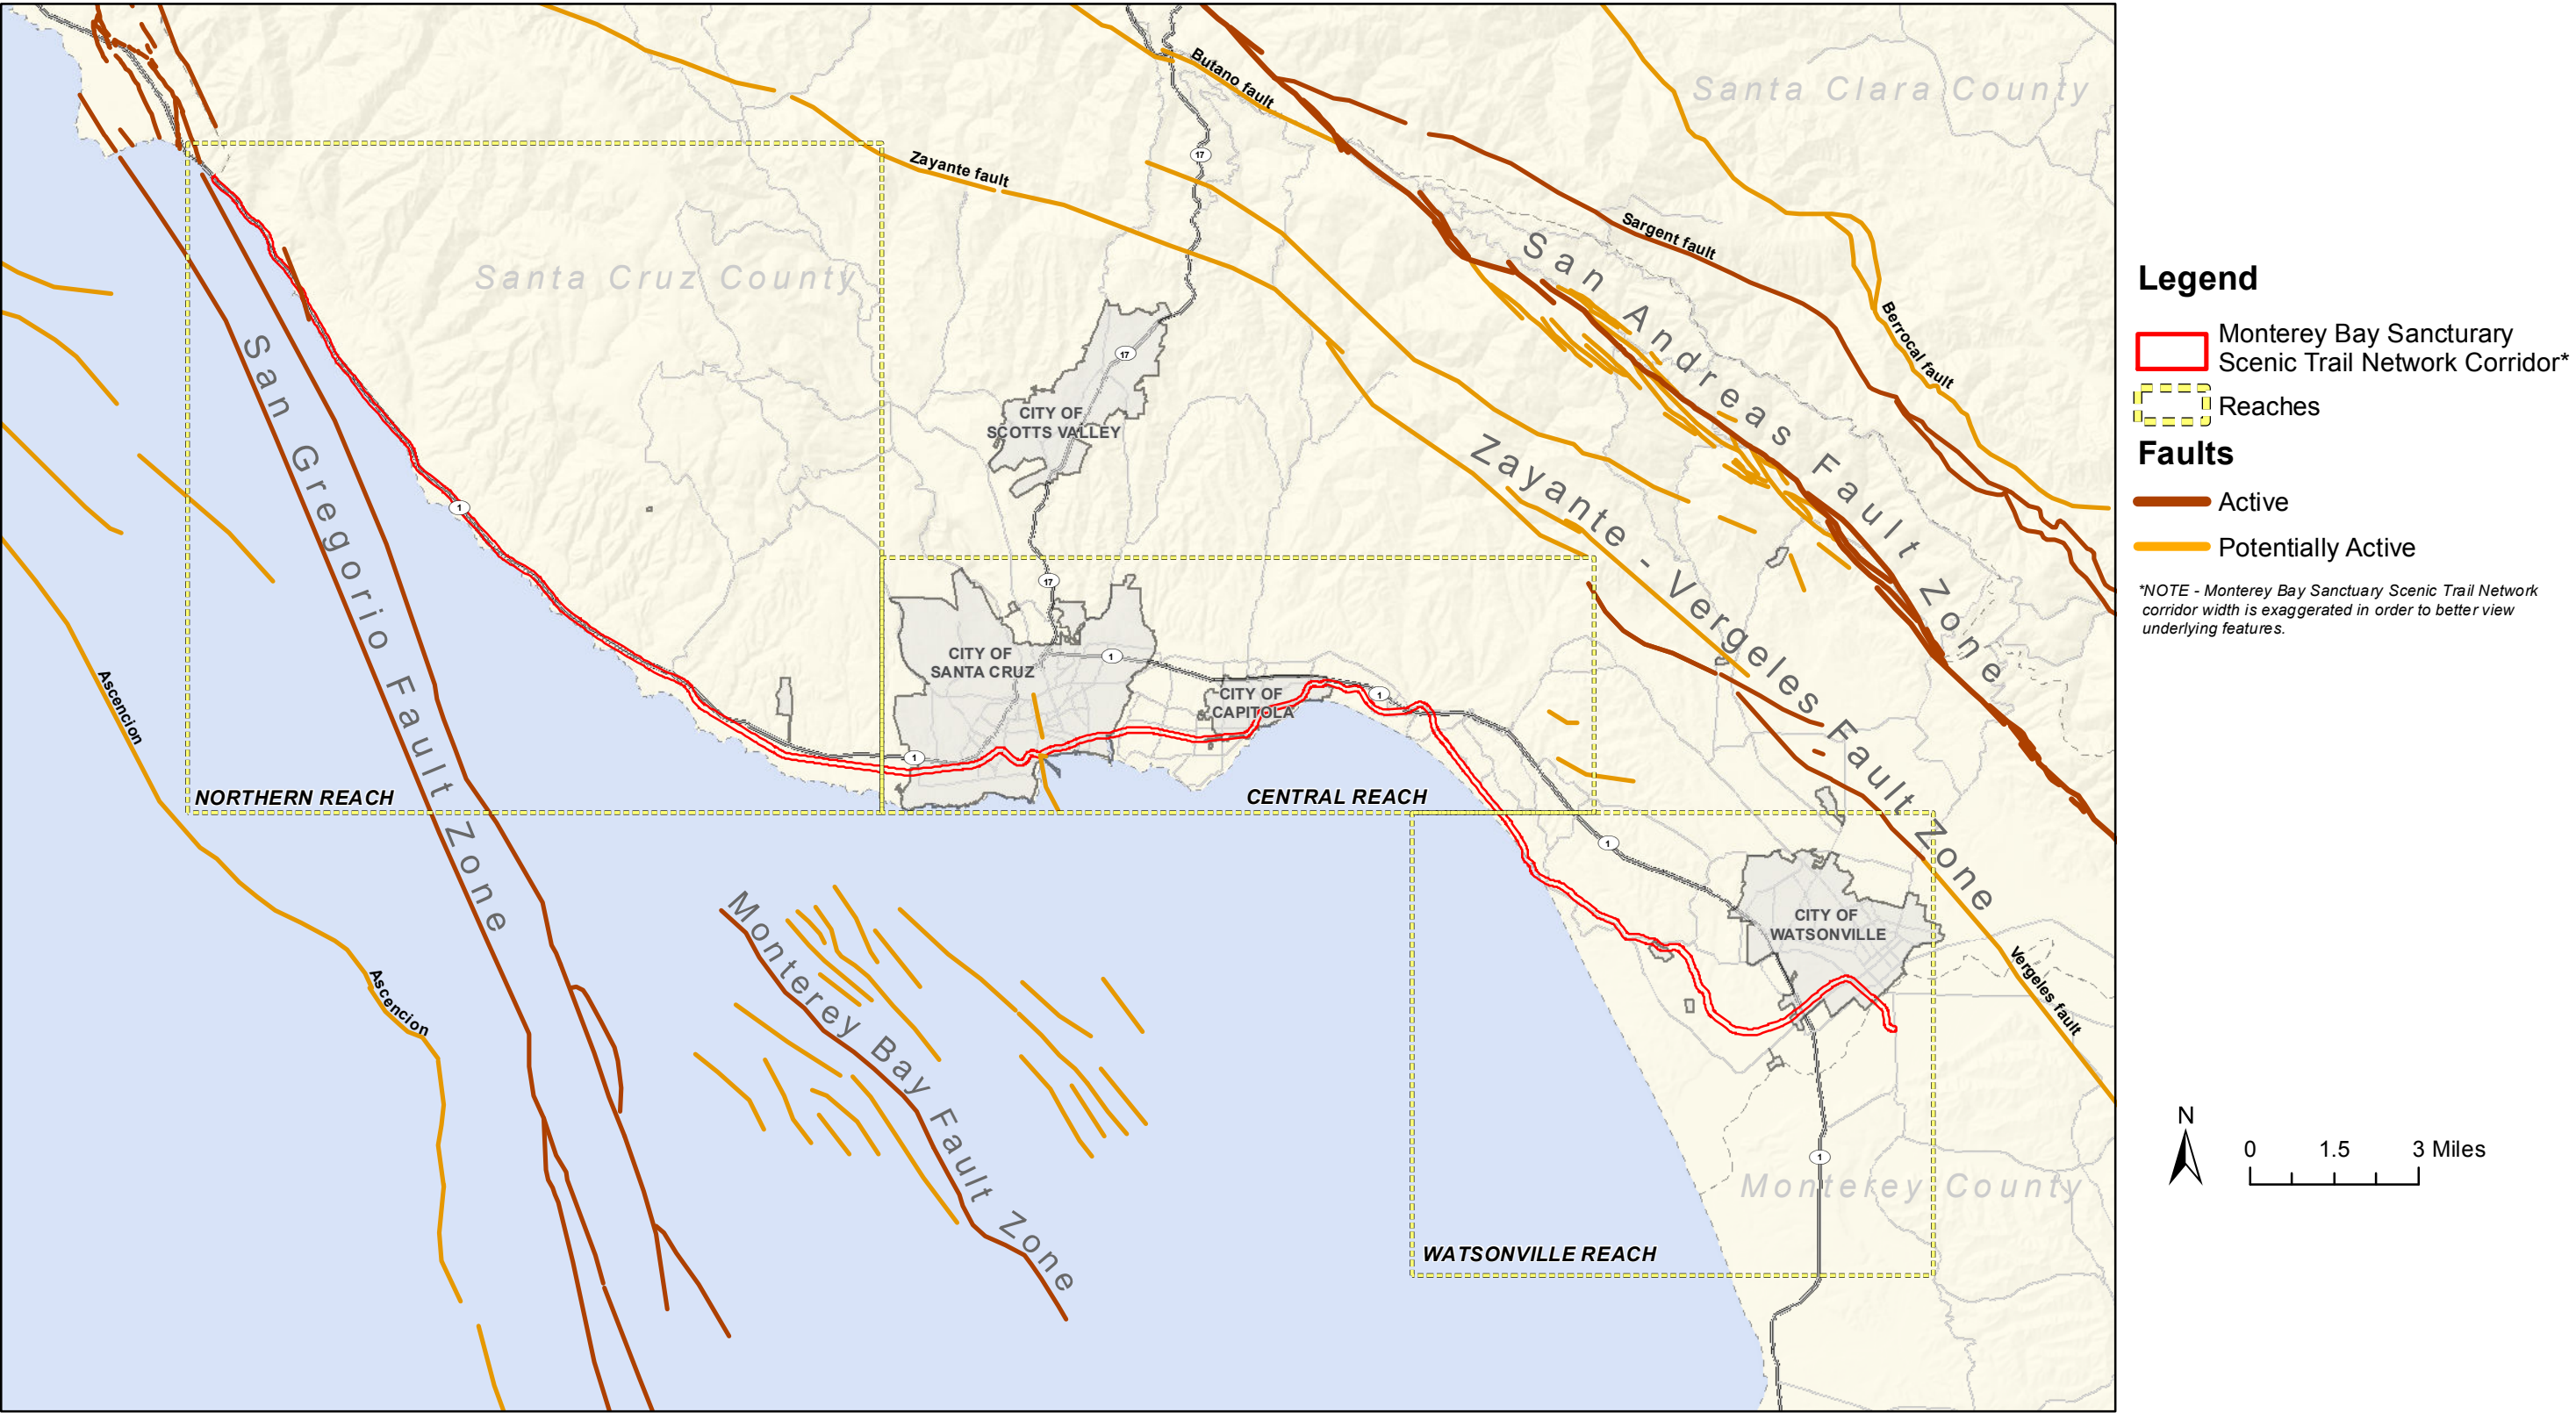 Butano fault
Santa Clara County
17
Zayante fault
Sargent fault
Santa Cruz County
San Andreas Fault Zone
Berrocal fault
17
CITY OF
SCOTTS VALLEY
San Gregorio Fault Zone
Zayante - Vergeles Fault Zone
1
17
CITY OF
SANTA CRUZ
1
CITY OF
CAPITOLA
1
Ascencion
1
NORTHERN REACH
CENTRAL REACH
1
CITY OF
WATSONVILLE
Monterey Bay Fault Zone
Ascencion
Vergeles fault
1
Monterey County
WATSONVILLE REACH
Legend
Monterey Bay Sancturary
Scenic Trail Network Corridor*
Reaches
Faults
Active
Potentially Active
*NOTE - Monterey Bay Sanctuary Scenic Trail Network
corridor width is exaggerated in order to better view
underlying features.
N
0 1.5 3 Miles